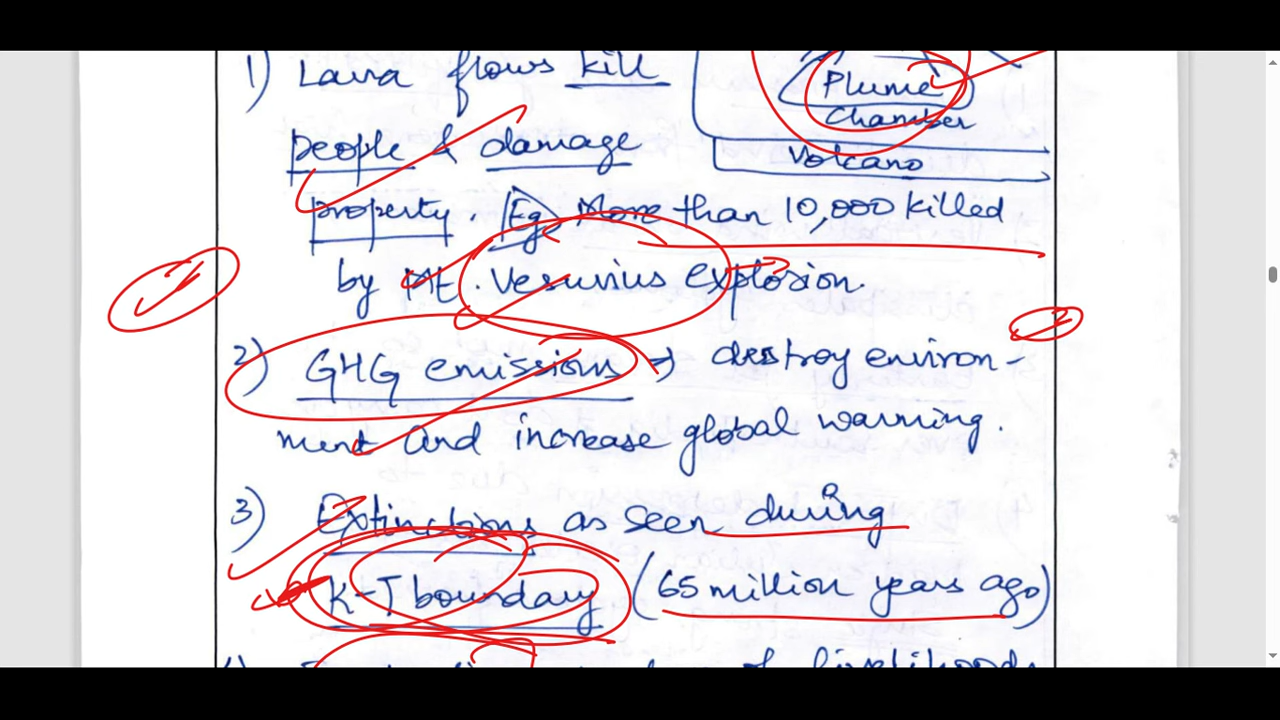 1) Lava flows kill
Plume
Chamber
people & damage
Volcano
property. Eg More than 10,000 killed
by Mt. Vesuvius explosion.
2) GHG emissions → destroy environ-
ment and increase global warming.
3) Extinctions as seen during
K-T boundary (65 million years ago)
of livelihoods